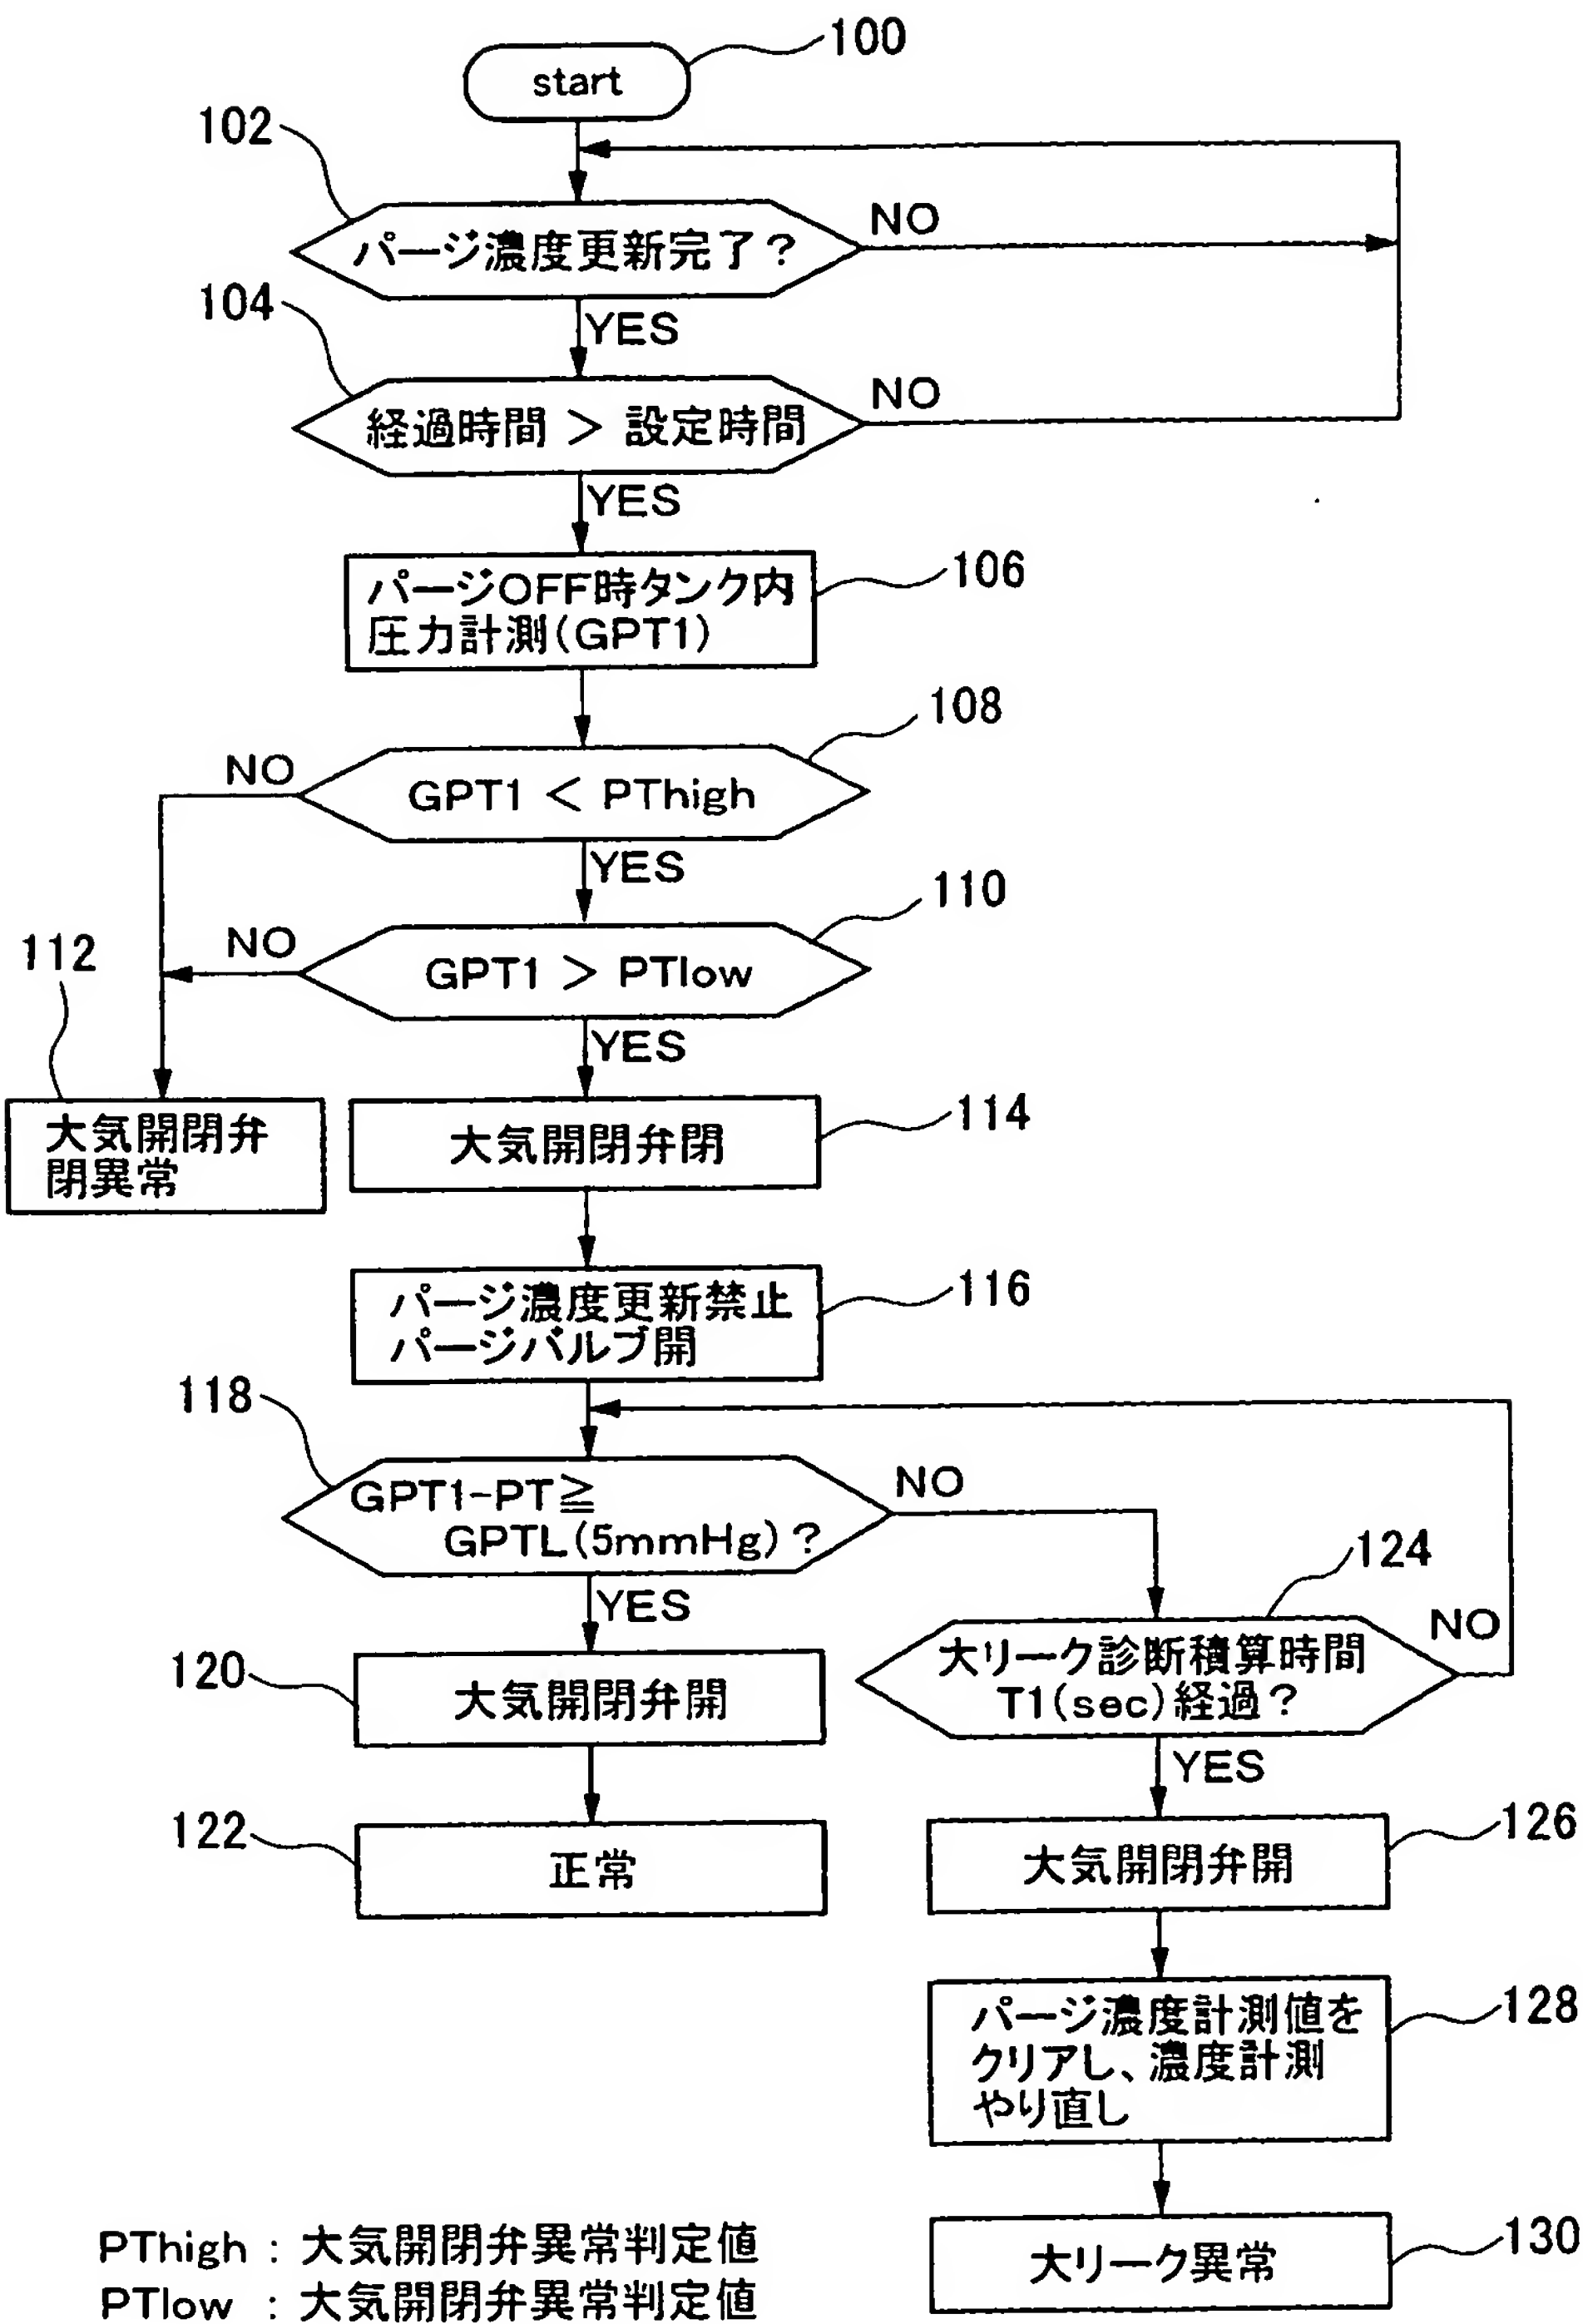 100
start
102
パージ濃度更新完了？
NO
YES
104
経過時間 ＞ 設定時間
NO
YES
106
パージOFF時タンク内
圧力計測(GPT1)
108
GPT1 ＜ PThigh
NO
YES
110
GPT1 ＞ PTlow
NO
YES
112
大気開閉弁
閉異常
114
大気開閉弁閉
116
パージ濃度更新禁止
パージバルブ開
118
GPT1-PT≧
GPTL(5mmHg)？
NO
YES
124
大リーク診断積算時間
T1(sec)経過？
NO
YES
120
大気開閉弁開
122
正常
126
大気開閉弁開
128
パージ濃度計測値を
クリアし、濃度計測
やり直し
130
大リーク異常
PThigh : 大気開閉弁異常判定値
PTlow : 大気開閉弁異常判定値